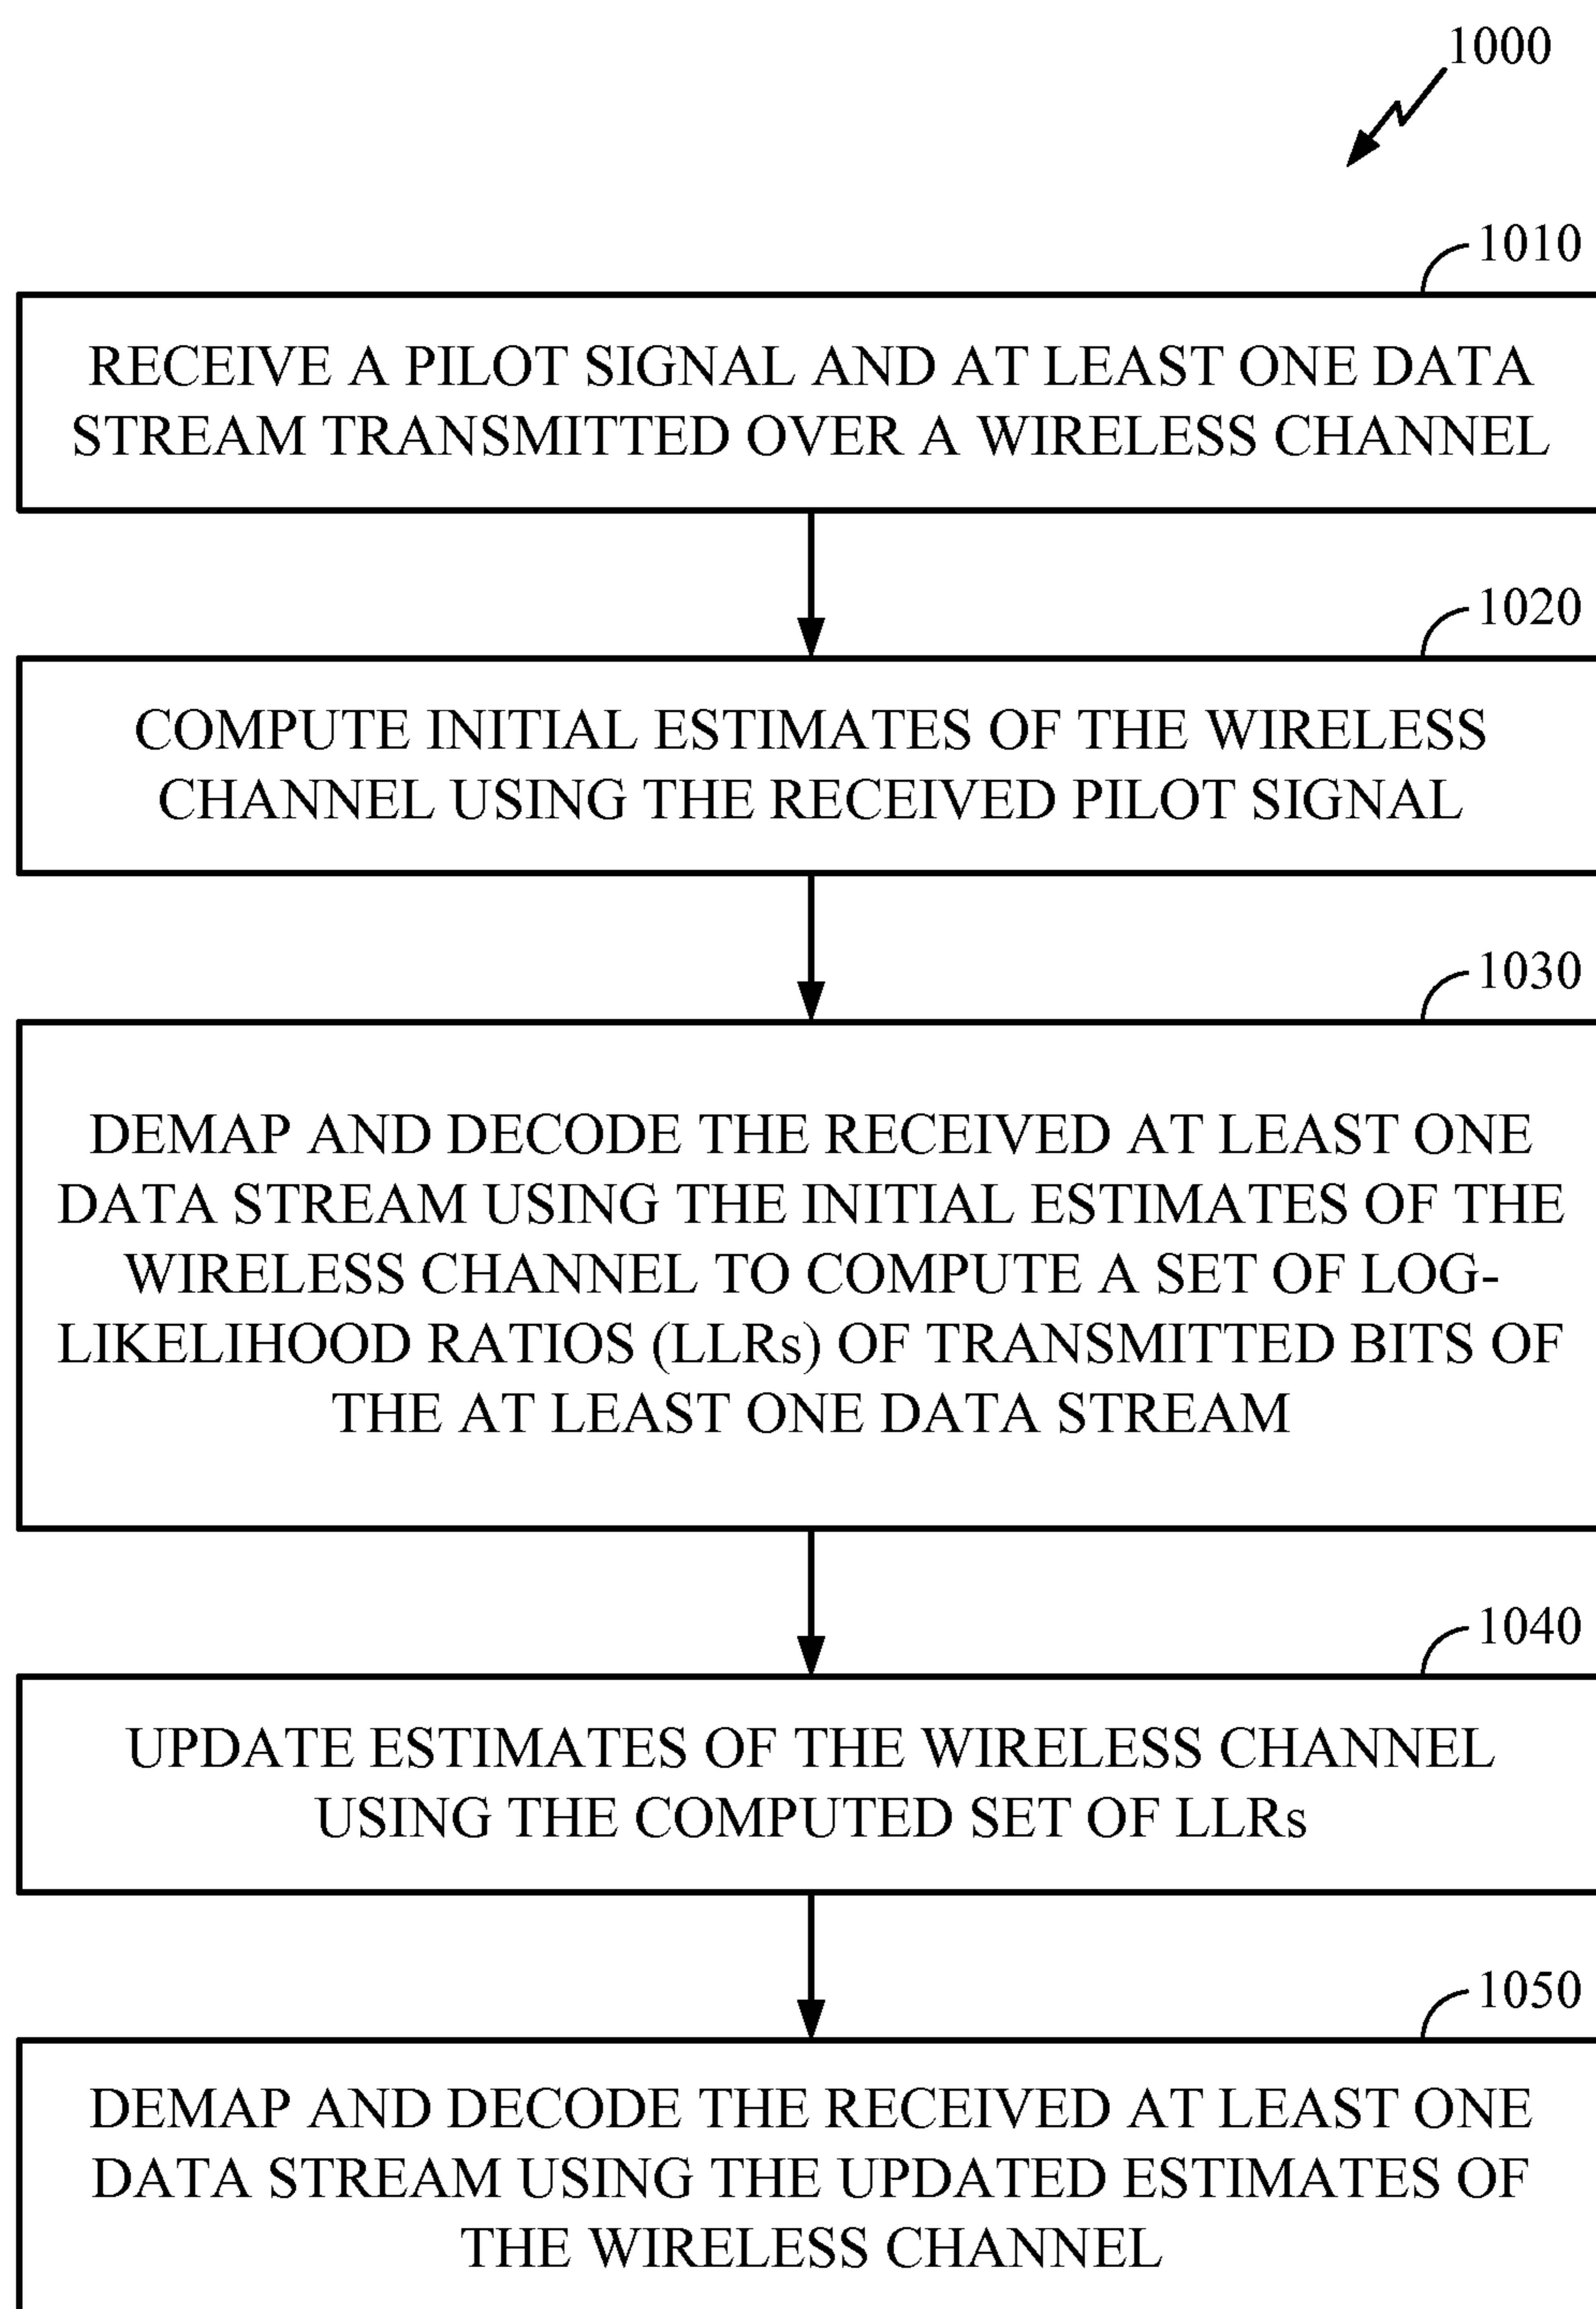 1000
1010
RECEIVE A PILOT SIGNAL AND AT LEAST ONE DATA
STREAM TRANSMITTED OVER A WIRELESS CHANNEL
1020
COMPUTE INITIAL ESTIMATES OF THE WIRELESS
CHANNEL USING THE RECEIVED PILOT SIGNAL
1030
DEMAP AND DECODE THE RECEIVED AT LEAST ONE
DATA STREAM USING THE INITIAL ESTIMATES OF THE
WIRELESS CHANNEL TO COMPUTE A SET OF LOG-
LIKELIHOOD RATIOS (LLRs) OF TRANSMITTED BITS OF
THE AT LEAST ONE DATA STREAM
1040
UPDATE ESTIMATES OF THE WIRELESS CHANNEL
USING THE COMPUTED SET OF LLRs
1050
DEMAP AND DECODE THE RECEIVED AT LEAST ONE
DATA STREAM USING THE UPDATED ESTIMATES OF
THE WIRELESS CHANNEL